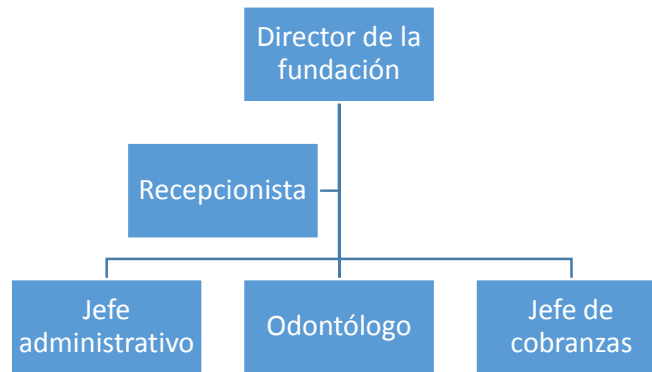 Director de la
fundación
Recepcionista
Jefe
administrativo
Odontólogo
Jefe de
cobranzas